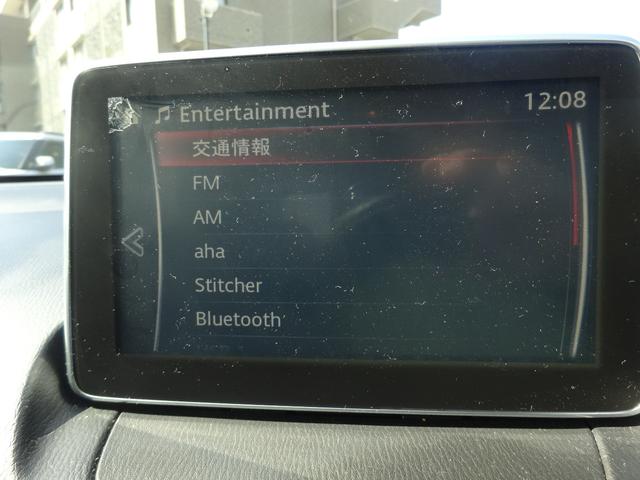 Entertainment 12:08
交通情報
FM
AM
aha
Stitcher
Bluetooth